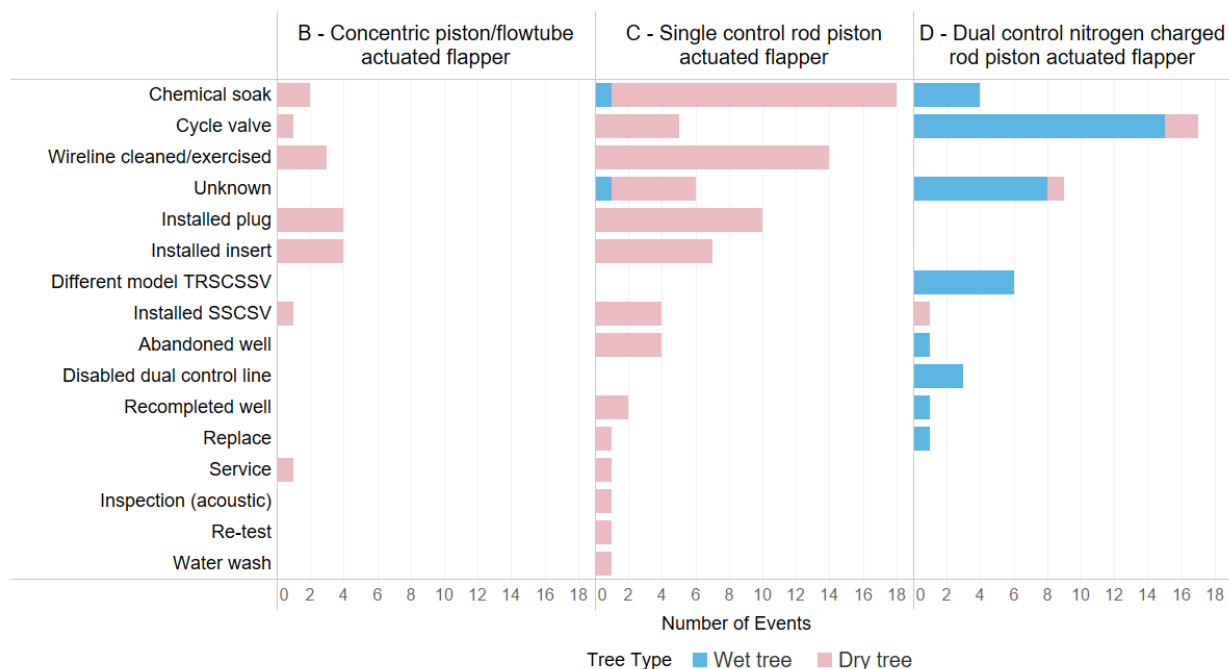 B - Concentric piston/flowtube
actuated flapper
C - Single control rod piston
actuated flapper
D - Dual control nitrogen charged
rod piston actuated flapper
Chemical soak
Cycle valve
Wireline cleaned/exercised
Unknown
Installed plug
Installed insert
Different model TRSCSSV
Installed SSCSV
Abandoned well
Disabled dual control line
Recompleted well
Replace
Service
Inspection (acoustic)
Re-test
Water wash
0 2 4 6 8 10 12 14 16 18
0 2 4 6 8 10 12 14 16 18
0 2 4 6 8 10 12 14 16 18
Number of Events
Tree Type Wet tree Dry tree